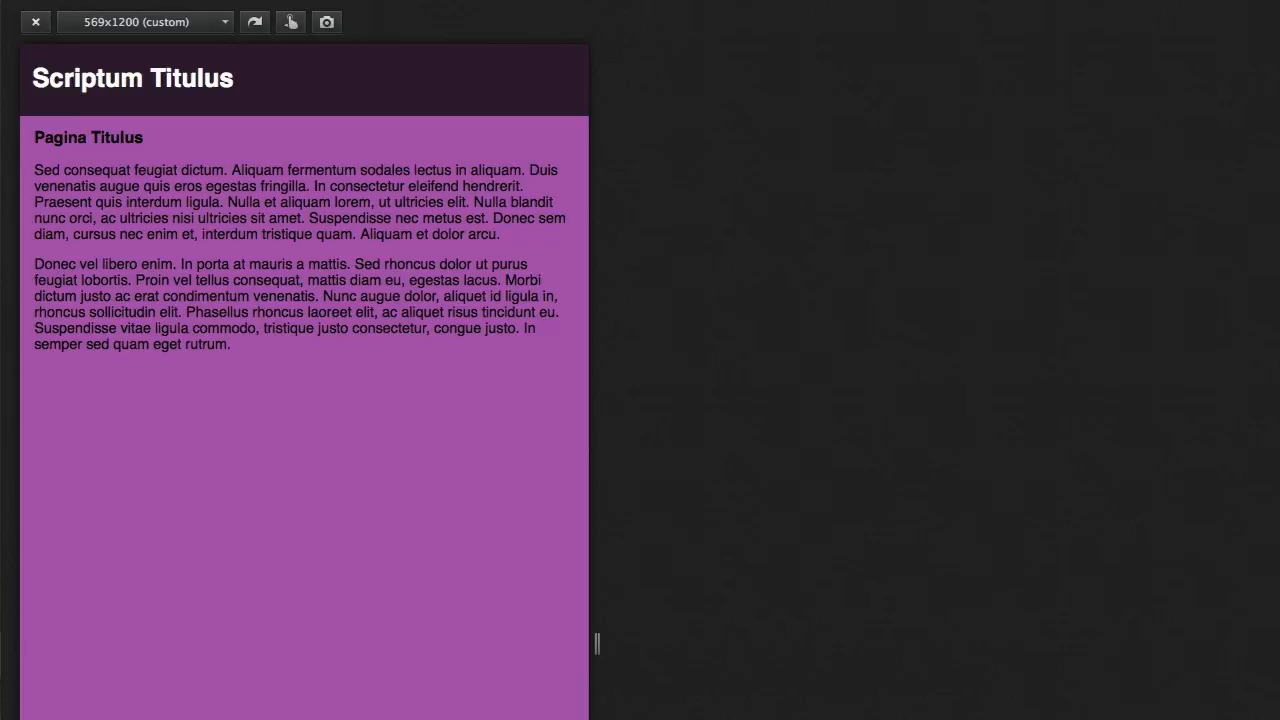 569x1200 (custom)
Scriptum Titulus
Pagina Titulus
Sed consequat feugiat dictum. Aliquam fermentum sodales lectus in aliquam. Duis
venenatis augue quis eros egestas fringilla. In consectetur eleifend hendrerit.
Praesent quis interdum ligula. Nulla et aliquam lorem, ut ultricies elit. Nulla blandit
nunc orci, ac ultricies nisi ultricies sit amet. Suspendisse nec metus est. Donec sem
diam, cursus nec enim et, interdum tristique quam. Aliquam et dolor arcu.
Donec vel libero enim. In porta at mauris a mattis. Sed rhoncus dolor ut purus
feugiat lobortis. Proin vel tellus consequat, mattis diam eu, egestas lacus. Morbi
dictum justo ac erat condimentum venenatis. Nunc augue dolor, aliquet id ligula in,
rhoncus sollicitudin elit. Phasellus rhoncus laoreet elit, ac aliquet risus tincidunt eu.
Suspendisse vitae ligula commodo, tristique justo consectetur, congue justo. In
semper sed quam eget rutrum.